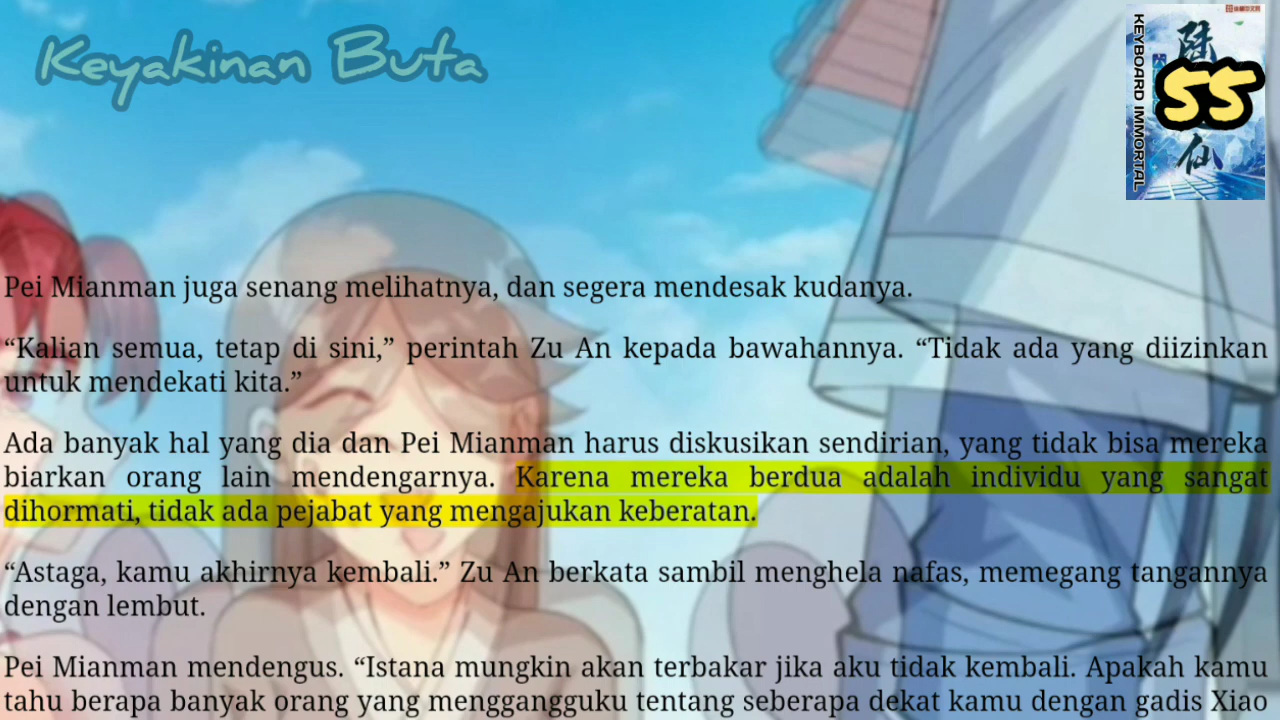 Keyakinan Buta
KEYBOARD IMMORTAL
陆
55
仙
Pei Mianman juga senang melihatnya, dan segera mendesak kudanya.
“Kalian semua, tetap di sini,” perintah Zu An kepada bawahannya. “Tidak ada yang diizinkan
untuk mendekati kita.”
Ada banyak hal yang dia dan Pei Mianman harus diskusikan sendirian, yang tidak bisa mereka
biarkan orang lain mendengarnya. Karena mereka berdua adalah individu yang sangat
dihormati, tidak ada pejabat yang mengajukan keberatan.
“Astaga, kamu akhirnya kembali.” Zu An berkata sambil menghela nafas, memegang tangannya
dengan lembut.
Pei Mianman mendengus. “Istana mungkin akan terbakar jika aku tidak kembali. Apakah kamu
tahu berapa banyak orang yang menggangguku tentang seberapa dekat kamu dengan gadis Xiao